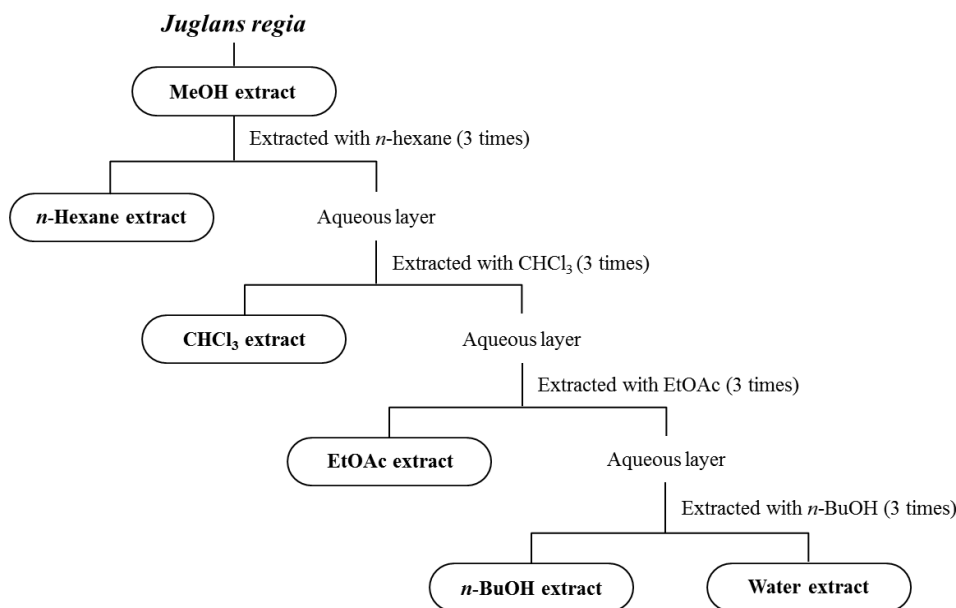 Juglans regia
MeOH extract
Extracted with n-hexane (3 times)
n-Hexane extract
Aqueous layer
Extracted with CHCl₃ (3 times)
CHCl₃ extract
Aqueous layer
Extracted with EtOAc (3 times)
EtOAc extract
Aqueous layer
Extracted with n-BuOH (3 times)
n-BuOH extract
Water extract